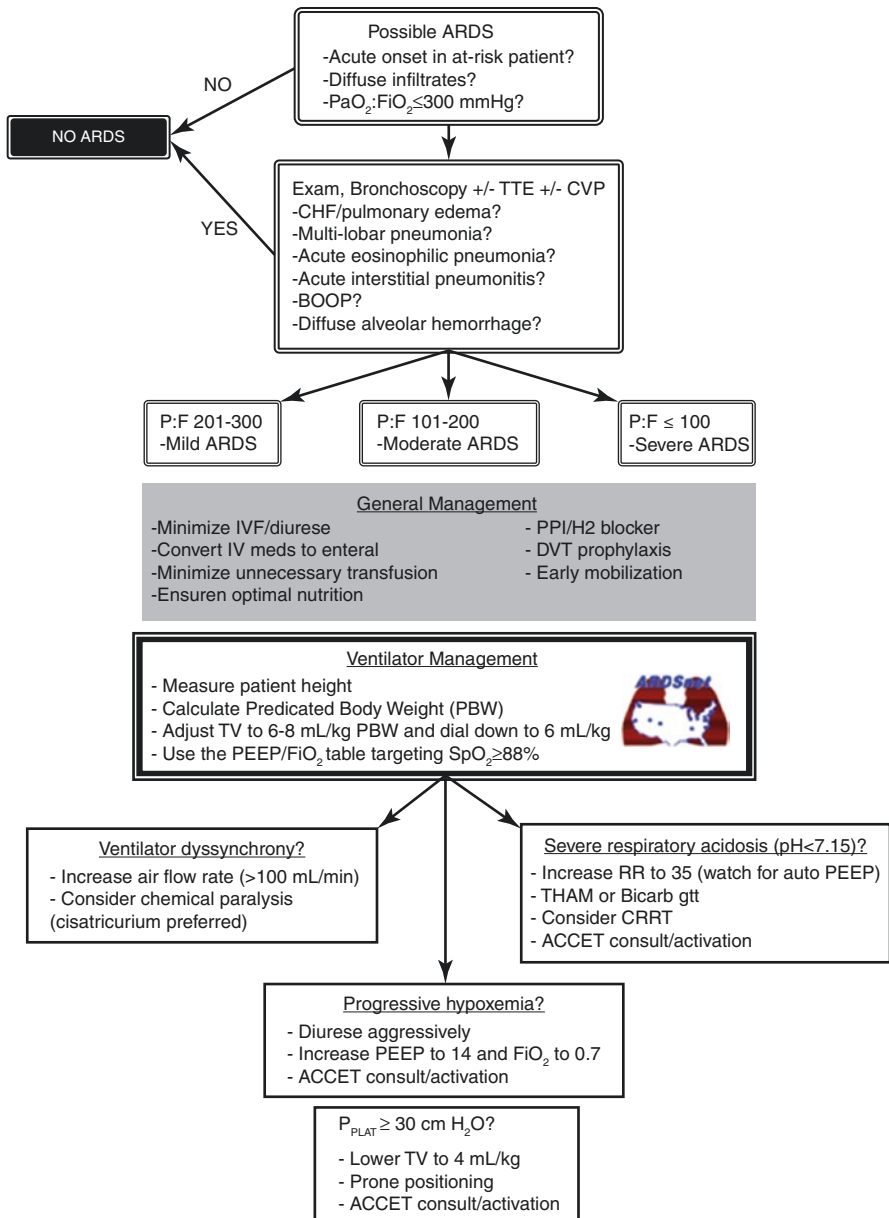 Possible ARDS
-Acute onset in at-risk patient?
-Diffuse infiltrates?
-PaO₂:FiO₂≤300 mmHg?
NO
NO ARDS
YES
Exam, Bronchoscopy +/- TTE +/- CVP
-CHF/pulmonary edema?
-Multi-lobar pneumonia?
-Acute eosinophilic pneumonia?
-Acute interstitial pneumonitis?
-BOOP?
-Diffuse alveolar hemorrhage?
P:F 201-300
-Mild ARDS
P:F 101-200
-Moderate ARDS
P:F ≤ 100
-Severe ARDS
General Management
-Minimize IVF/diurese
-Convert IV meds to enteral
-Minimize unnecessary transfusion
-Ensuren optimal nutrition
- PPI/H2 blocker
- DVT prophylaxis
- Early mobilization
Ventilator Management
- Measure patient height
- Calculate Predicated Body Weight (PBW)
- Adjust TV to 6-8 mL/kg PBW and dial down to 6 mL/kg
- Use the PEEP/FiO₂ table targeting SpO₂≥88%
ARDSnet
Ventilator dyssynchrony?
- Increase air flow rate (>100 mL/min)
- Consider chemical paralysis
(cisatricurium preferred)
Severe respiratory acidosis (pH<7.15)?
- Increase RR to 35 (watch for auto PEEP)
- THAM or Bicarb gtt
- Consider CRRT
- ACCET consult/activation
Progressive hypoxemia?
- Diurese aggressively
- Increase PEEP to 14 and FiO₂ to 0.7
- ACCET consult/activation
P_PLAT ≥ 30 cm H₂O?
- Lower TV to 4 mL/kg
- Prone positioning
- ACCET consult/activation